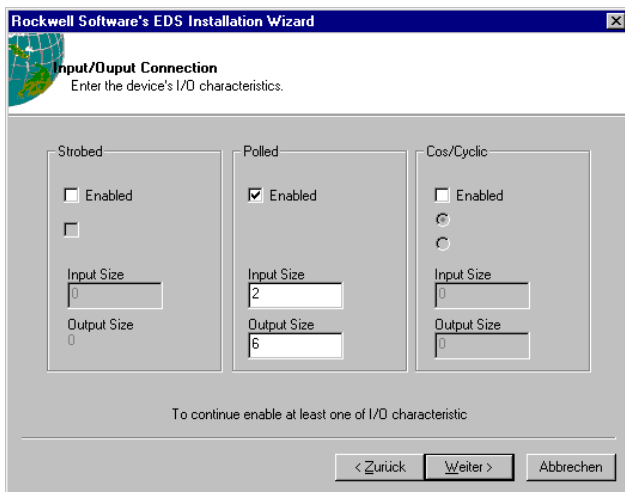 Rockwell Software's EDS Installation Wizard
Input/Ouput Connection
Enter the device's I/O characteristics.
Strobed
Enabled
Input Size
0
Output Size
0
Polled
Enabled
Input Size
2
Output Size
6
Cos/Cyclic
Enabled
Input Size
0
Output Size
0
To continue enable at least one of I/O characteristic
< Zurück
Weiter >
Abbrechen